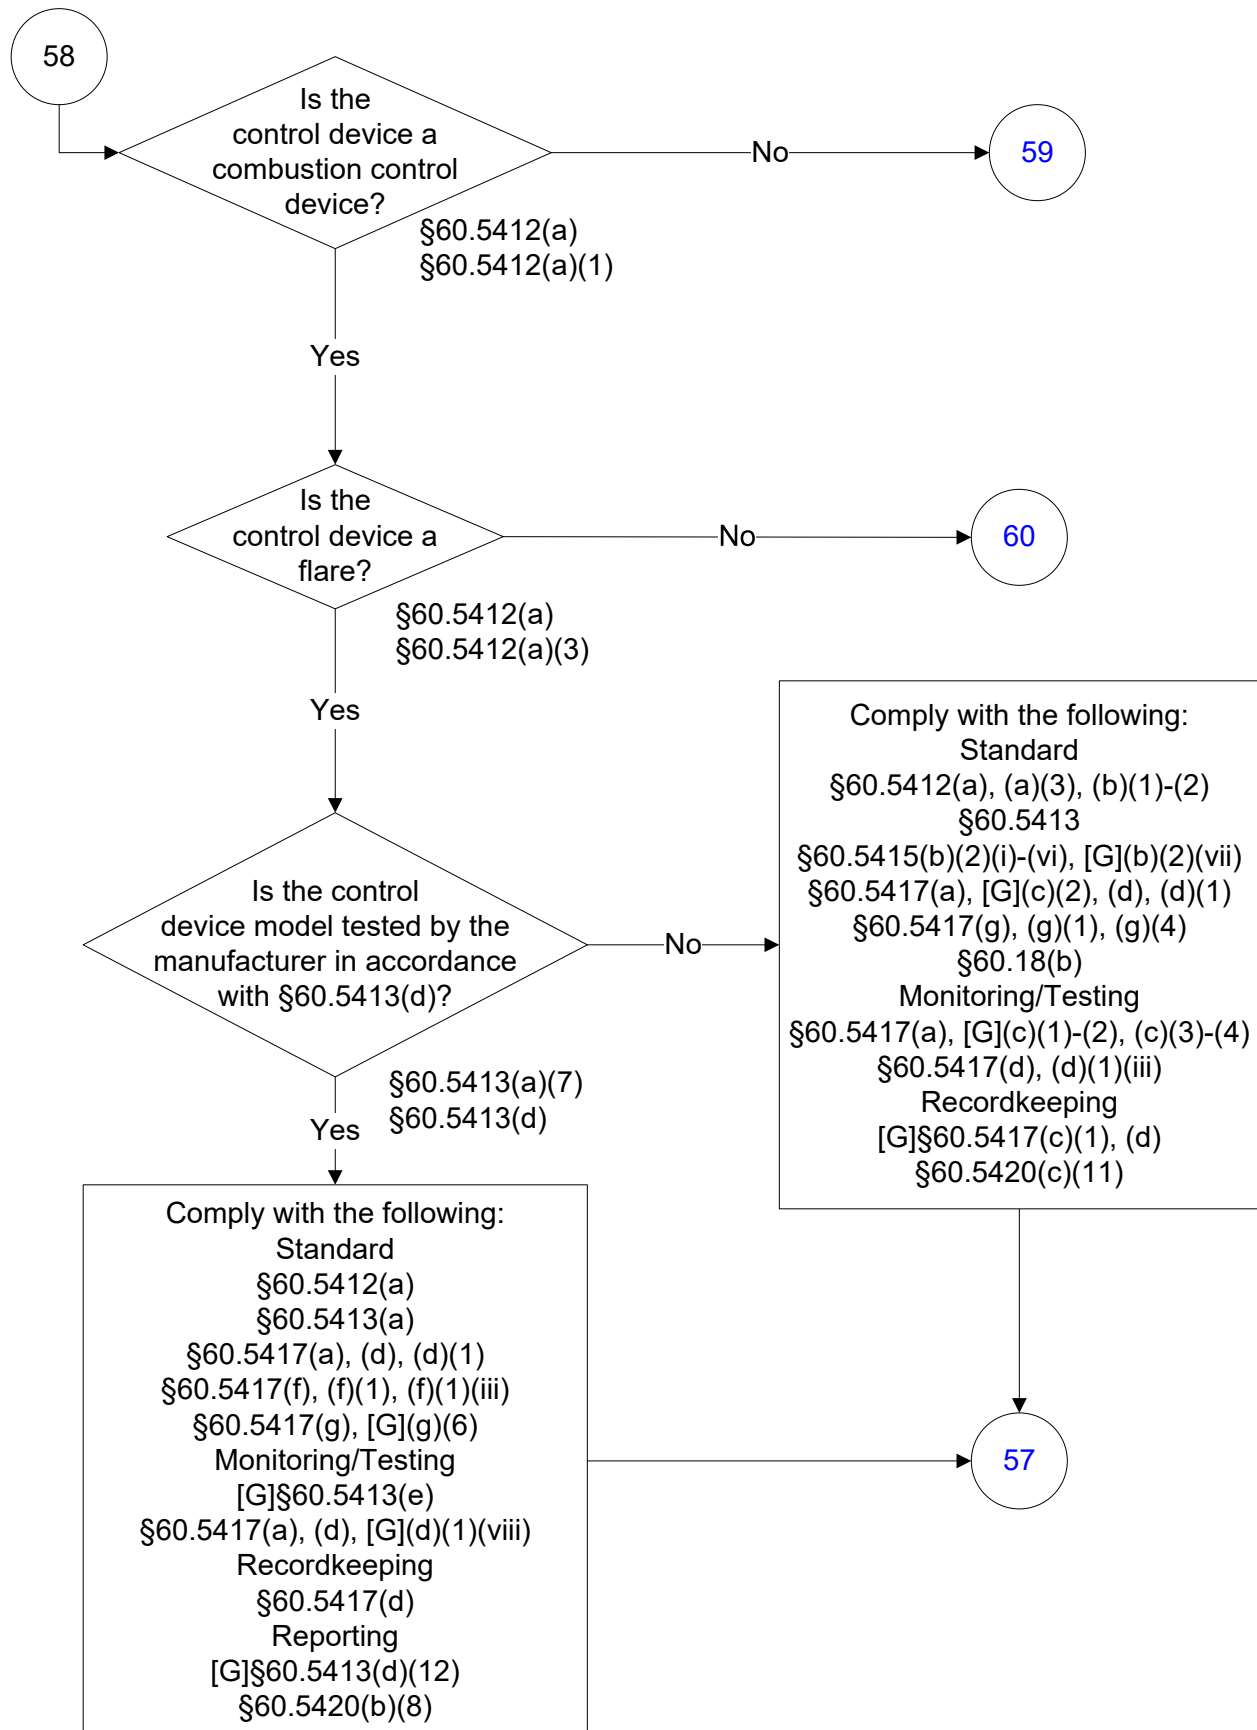 58
Is the
control device a
combustion control
device?
No
59
§60.5412(a)
§60.5412(a)(1)
Yes
Is the
control device a
flare?
No
60
§60.5412(a)
§60.5412(a)(3)
Yes
Is the control
device model tested by the
manufacturer in accordance
with §60.5413(d)?
No
§60.5413(a)(7)
§60.5413(d)
Yes
Comply with the following:
Standard
§60.5412(a), (a)(3), (b)(1)-(2)
§60.5413
§60.5415(b)(2)(i)-(vi), [G](b)(2)(vii)
§60.5417(a), [G](c)(2), (d), (d)(1)
§60.5417(g), (g)(1), (g)(4)
§60.18(b)
Monitoring/Testing
§60.5417(a), [G](c)(1)-(2), (c)(3)-(4)
§60.5417(d), (d)(1)(iii)
Recordkeeping
[G]§60.5417(c)(1), (d)
§60.5420(c)(11)
Comply with the following:
Standard
§60.5412(a)
§60.5413(a)
§60.5417(a), (d), (d)(1)
§60.5417(f), (f)(1), (f)(1)(iii)
§60.5417(g), [G](g)(6)
Monitoring/Testing
[G]§60.5413(e)
§60.5417(a), (d), [G](d)(1)(viii)
Recordkeeping
§60.5417(d)
Reporting
[G]§60.5413(d)(12)
§60.5420(b)(8)
57